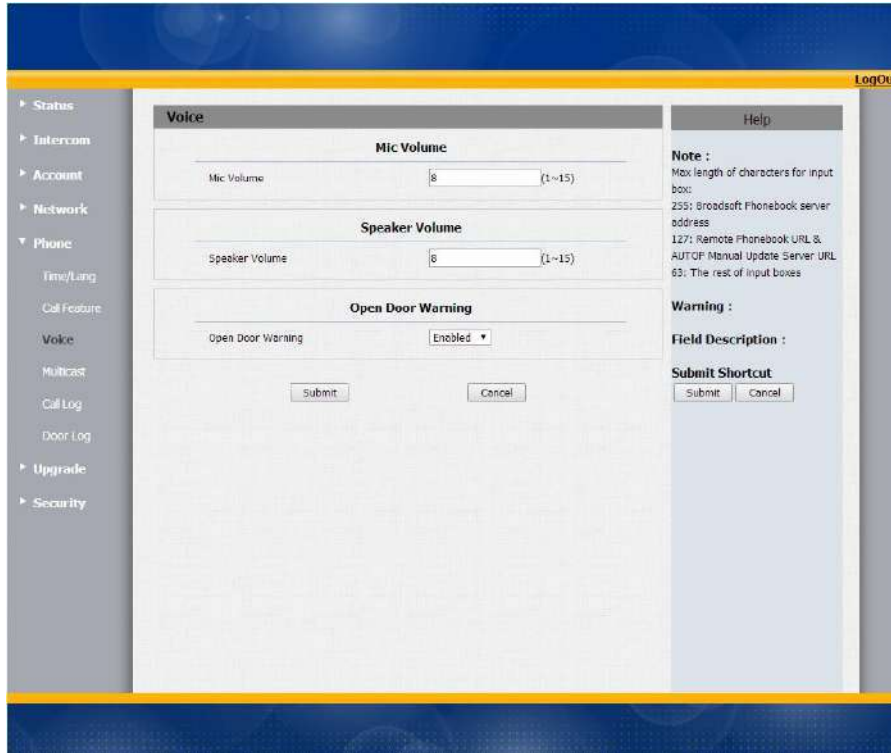 LogOu
Status
Intercom
Account
Network
Phone
Time/Lang
Call Feature
Voice
Multicast
Call Log
Door Log
Upgrade
Security
Voice
Mic Volume
Mic Volume 8 (1~15)
Speaker Volume
Speaker Volume 8 (1~15)
Open Door Warning
Open Door Warning Enabled
Submit Cancel
Help
Note :
Max length of characters for input
box:
255: Broadsoft Phonebook server
address
127: Remote Phonebook URL &
AUTOP Manual Update Server URL
63: The rest of input boxes
Warning :
Field Description :
Submit Shortcut
Submit Cancel